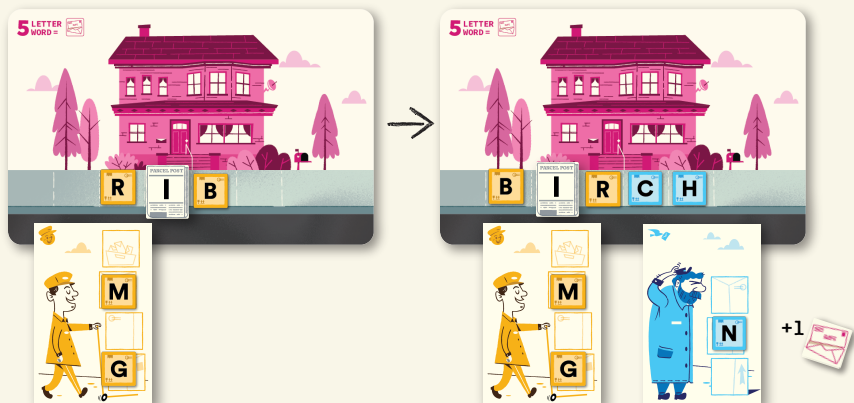 5 LETTER
WORD =
PARCEL POST
R I B
M
G
5 LETTER
WORD =
PARCEL POST
B I R C H
M
G
N
+1